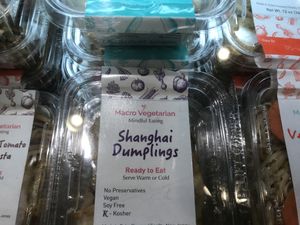 Macro Vegetarian
Mindful Eating
Shanghai
Dumplings
Ready to Eat
Serve Warm or Cold
No Preservatives
Vegan
Soy Free
K - Kosher
Tomato